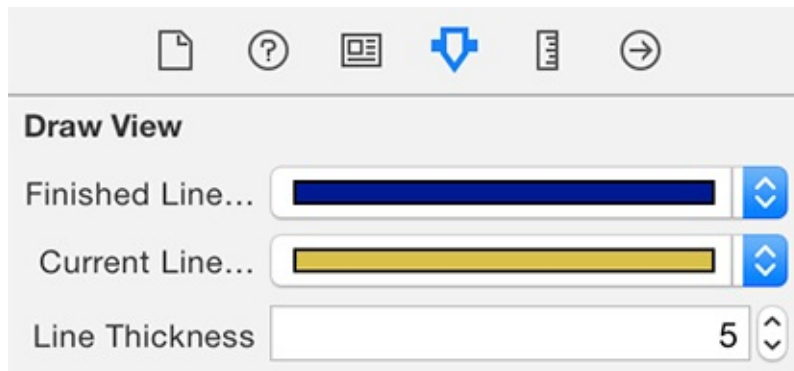 Draw View
Finished Line...
Current Line...
Line Thickness 5